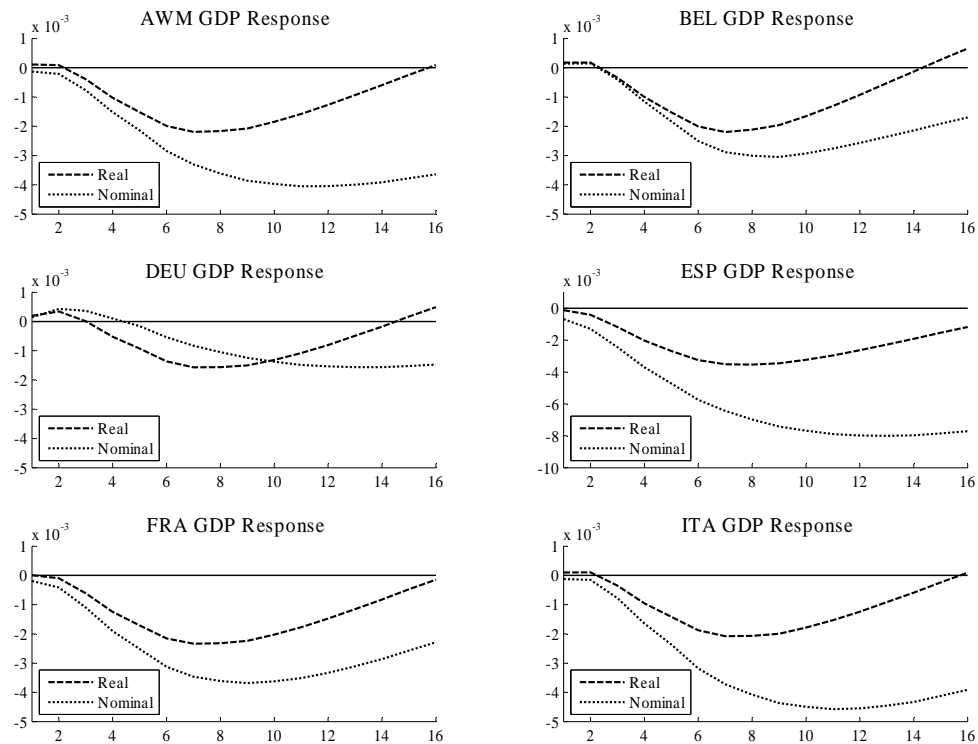 AWM GDP Response
x 10⁻³
1
0
-1
-2
-3
-4
-5
Real
Nominal
2 4 6 8 10 12 14 16
BEL GDP Response
x 10⁻³
1
0
-1
-2
-3
-4
-5
Real
Nominal
2 4 6 8 10 12 14 16
DEU GDP Response
x 10⁻³
1
0
-1
-2
-3
-4
-5
Real
Nominal
2 4 6 8 10 12 14 16
ESP GDP Response
x 10⁻³
0
-2
-4
-6
-8
-10
Real
Nominal
2 4 6 8 10 12 14 16
FRA GDP Response
x 10⁻³
1
0
-1
-2
-3
-4
-5
Real
Nominal
2 4 6 8 10 12 14 16
ITA GDP Response
x 10⁻³
1
0
-1
-2
-3
-4
-5
Real
Nominal
2 4 6 8 10 12 14 16